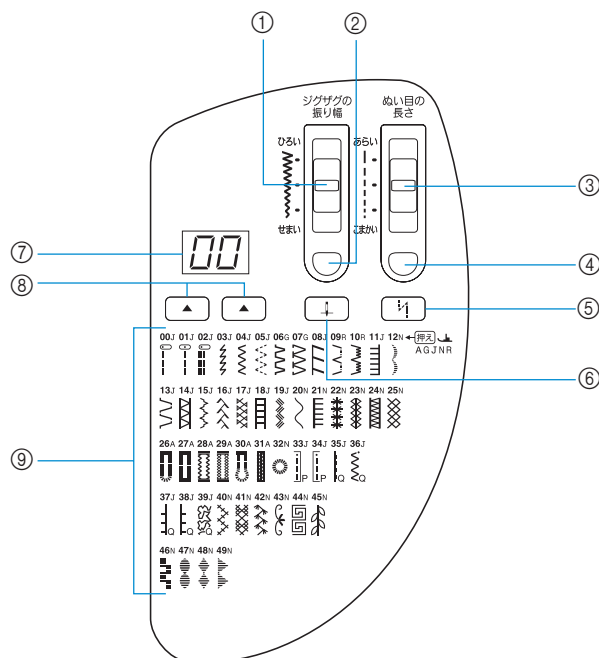 ① ②
ジグザグの
振り幅
ぬい目の
長さ
ひろい
あらい
せまい
こまかい
③
④
⑤
⑥
⑦
00
⑧
⑨
00J 01J 02J 03J 04J 05J 06G 07G 08J 09R 10R 11J 12N ←押え
AGJNR
13J 14J 15J 16J 17J 18J 19J 20N 21N 22N 23N 24N 25N
26A 27A 28A 29A 30A 31A 32N 33J 34J 35J 36J
P P Q Q
37J 38J 39J 40N 41N 42N 43N 44N 45N
Q Q Q
46N 47N 48N 49N